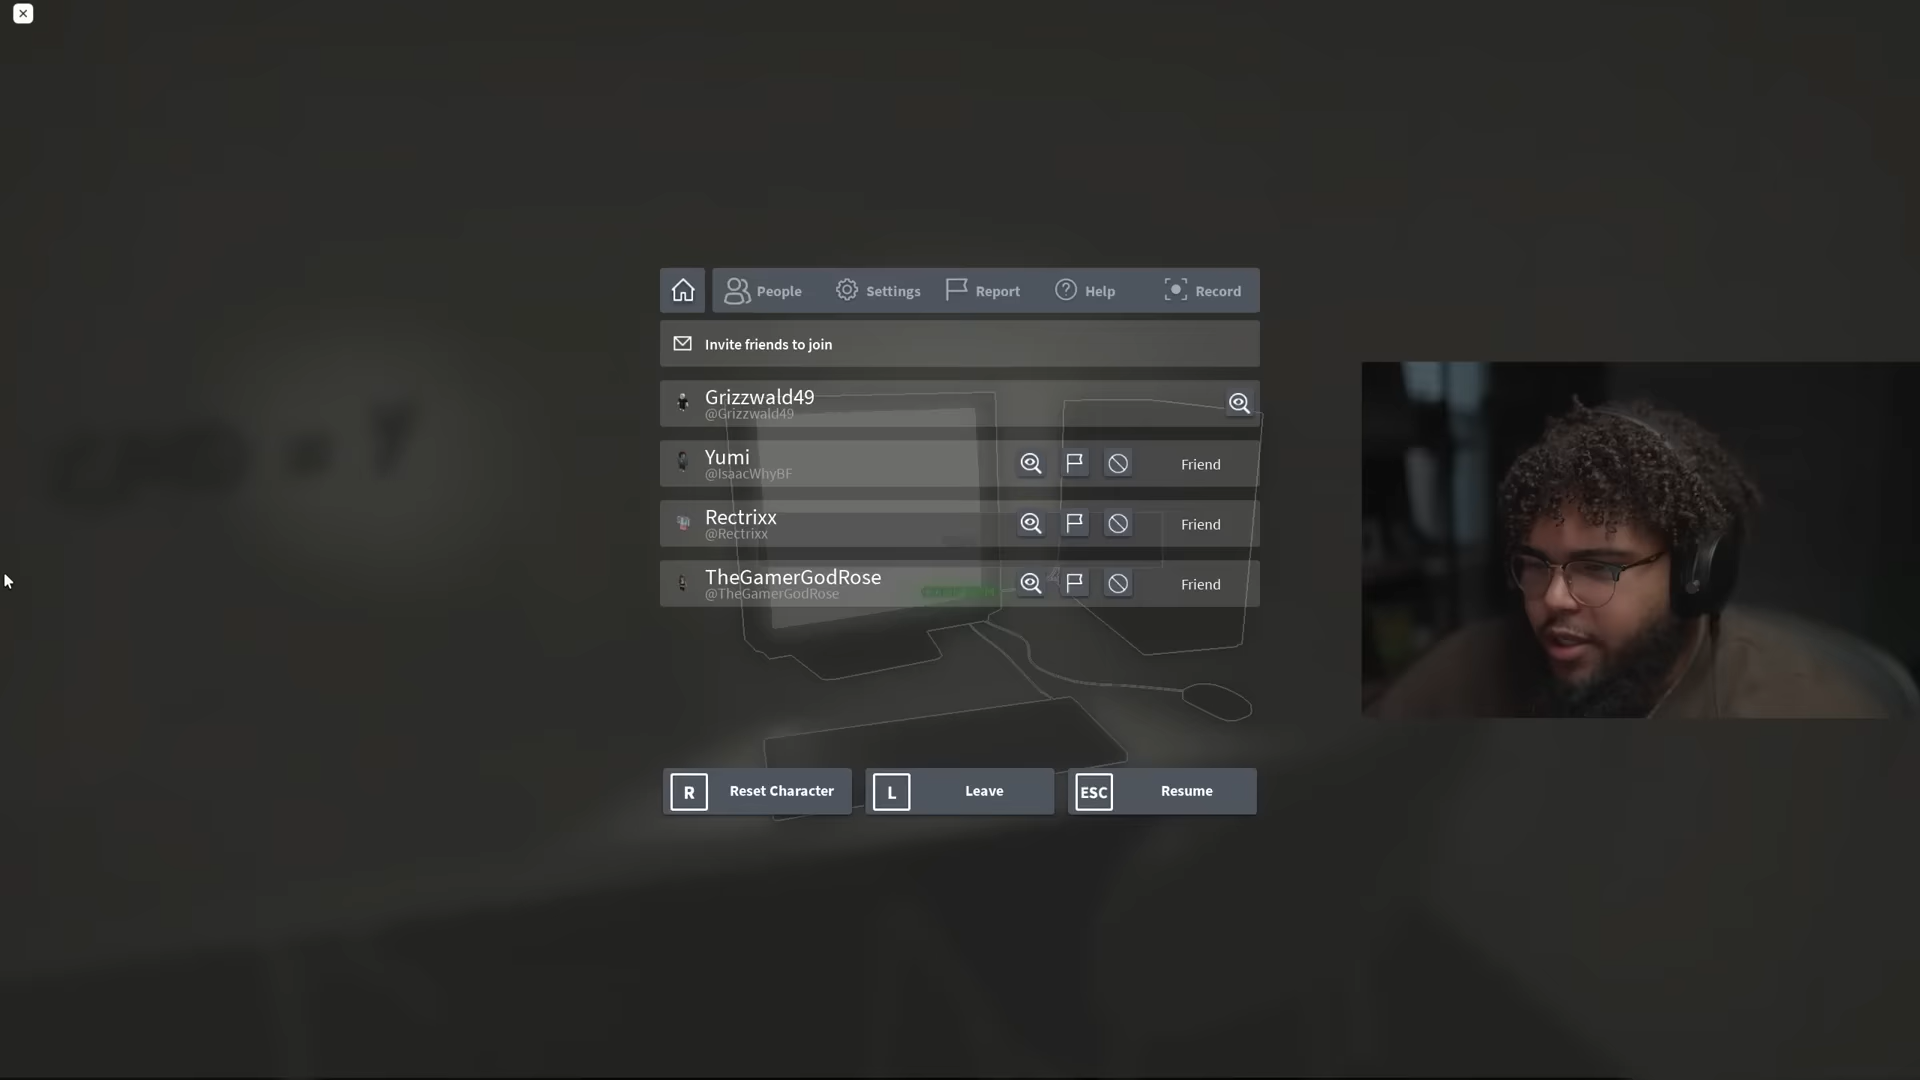 People Settings Report Help Record
Invite friends to join
Grizzwald49
@Grizzwald49
Yumi
@IsaacWhyBF
Friend
Rectrixx
@Rectrixx
Friend
TheGamerGodRose
@TheGamerGodRose
Friend
R Reset Character
L Leave
ESC Resume